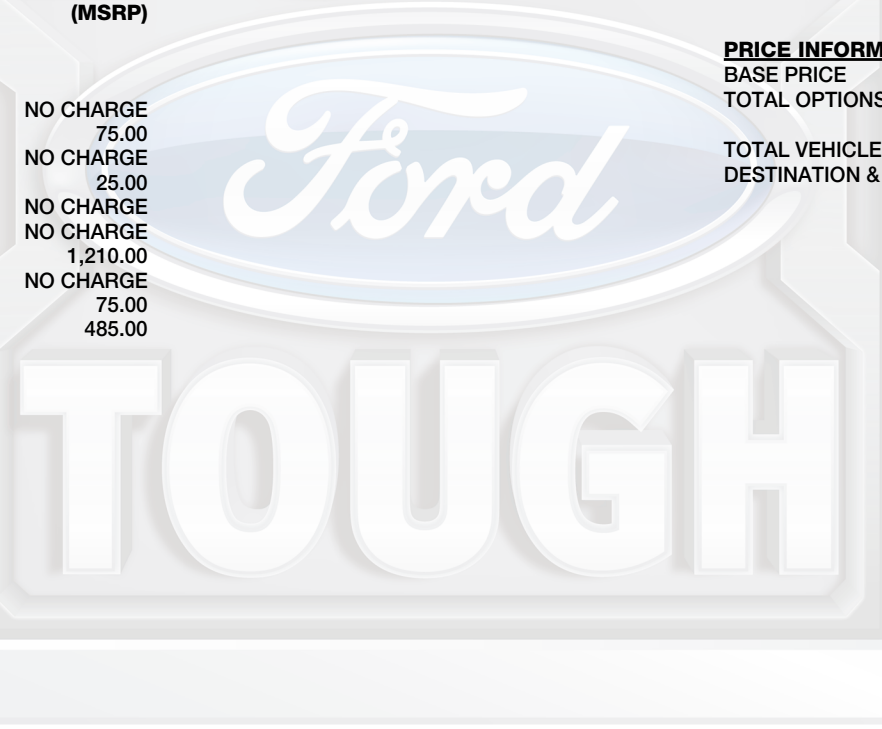 (MSRP)
NO CHARGE
75.00
NO CHARGE
25.00
NO CHARGE
NO CHARGE
1,210.00
NO CHARGE
75.00
485.00
PRICE INFORM
BASE PRICE
TOTAL OPTIONS
TOTAL VEHICLE
DESTINATION &
Ford
TOUGH